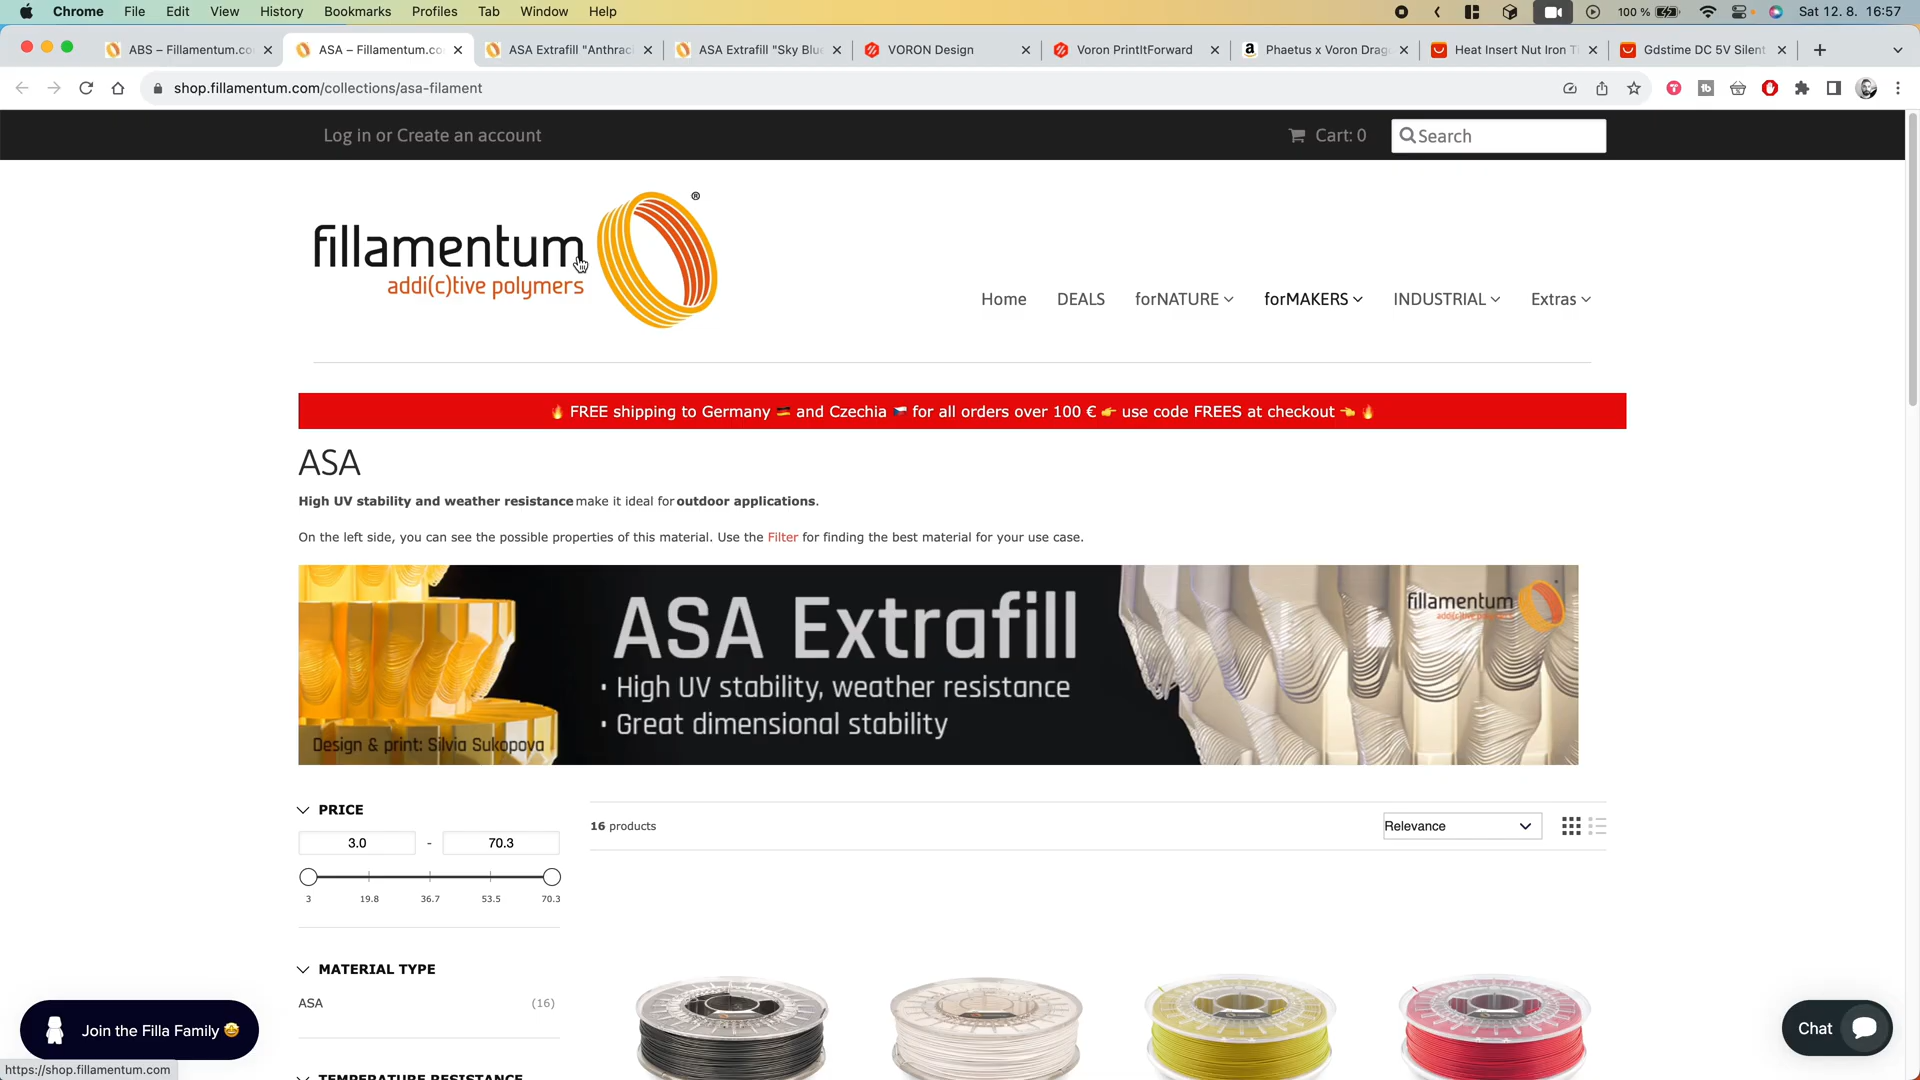 Chrome File Edit View History Bookmarks Profiles Tab Window Help 100 % Sat 12. 8. 16:57
ABS – Fillamentum.co ASA – Fillamentum.co ASA Extrafill "Anthrac ASA Extrafill "Sky Blue VORON Design Voron PrintItForward Phaetus x Voron Drag Heat Insert Nut Iron T Gdstime DC 5V Silent
shop.fillamentum.com/collections/asa-filament
Log in or Create an account Cart: 0 Search
fillamentum ®
addi(c)tive polymers
Home DEALS forNATURE forMAKERS INDUSTRIAL Extras
🔥 FREE shipping to Germany 🇩🇪 and Czechia 🇨🇿 for all orders over 100 € 👉 use code FREES at checkout 👈 🔥
ASA
High UV stability and weather resistance make it ideal for outdoor applications.
On the left side, you can see the possible properties of this material. Use the Filter for finding the best material for your use case.
ASA Extrafill
• High UV stability, weather resistance
• Great dimensional stability
Design & print: Silvia Sukopova
fillamentum
addi(c)tive polymers
PRICE
3.0 - 70.3
3 19.8 36.7 53.5 70.3
16 products Relevance
MATERIAL TYPE
ASA (16)
TEMPERATURE RESISTANCE
Join the Filla Family 🤩
Chat
https://shop.fillamentum.com